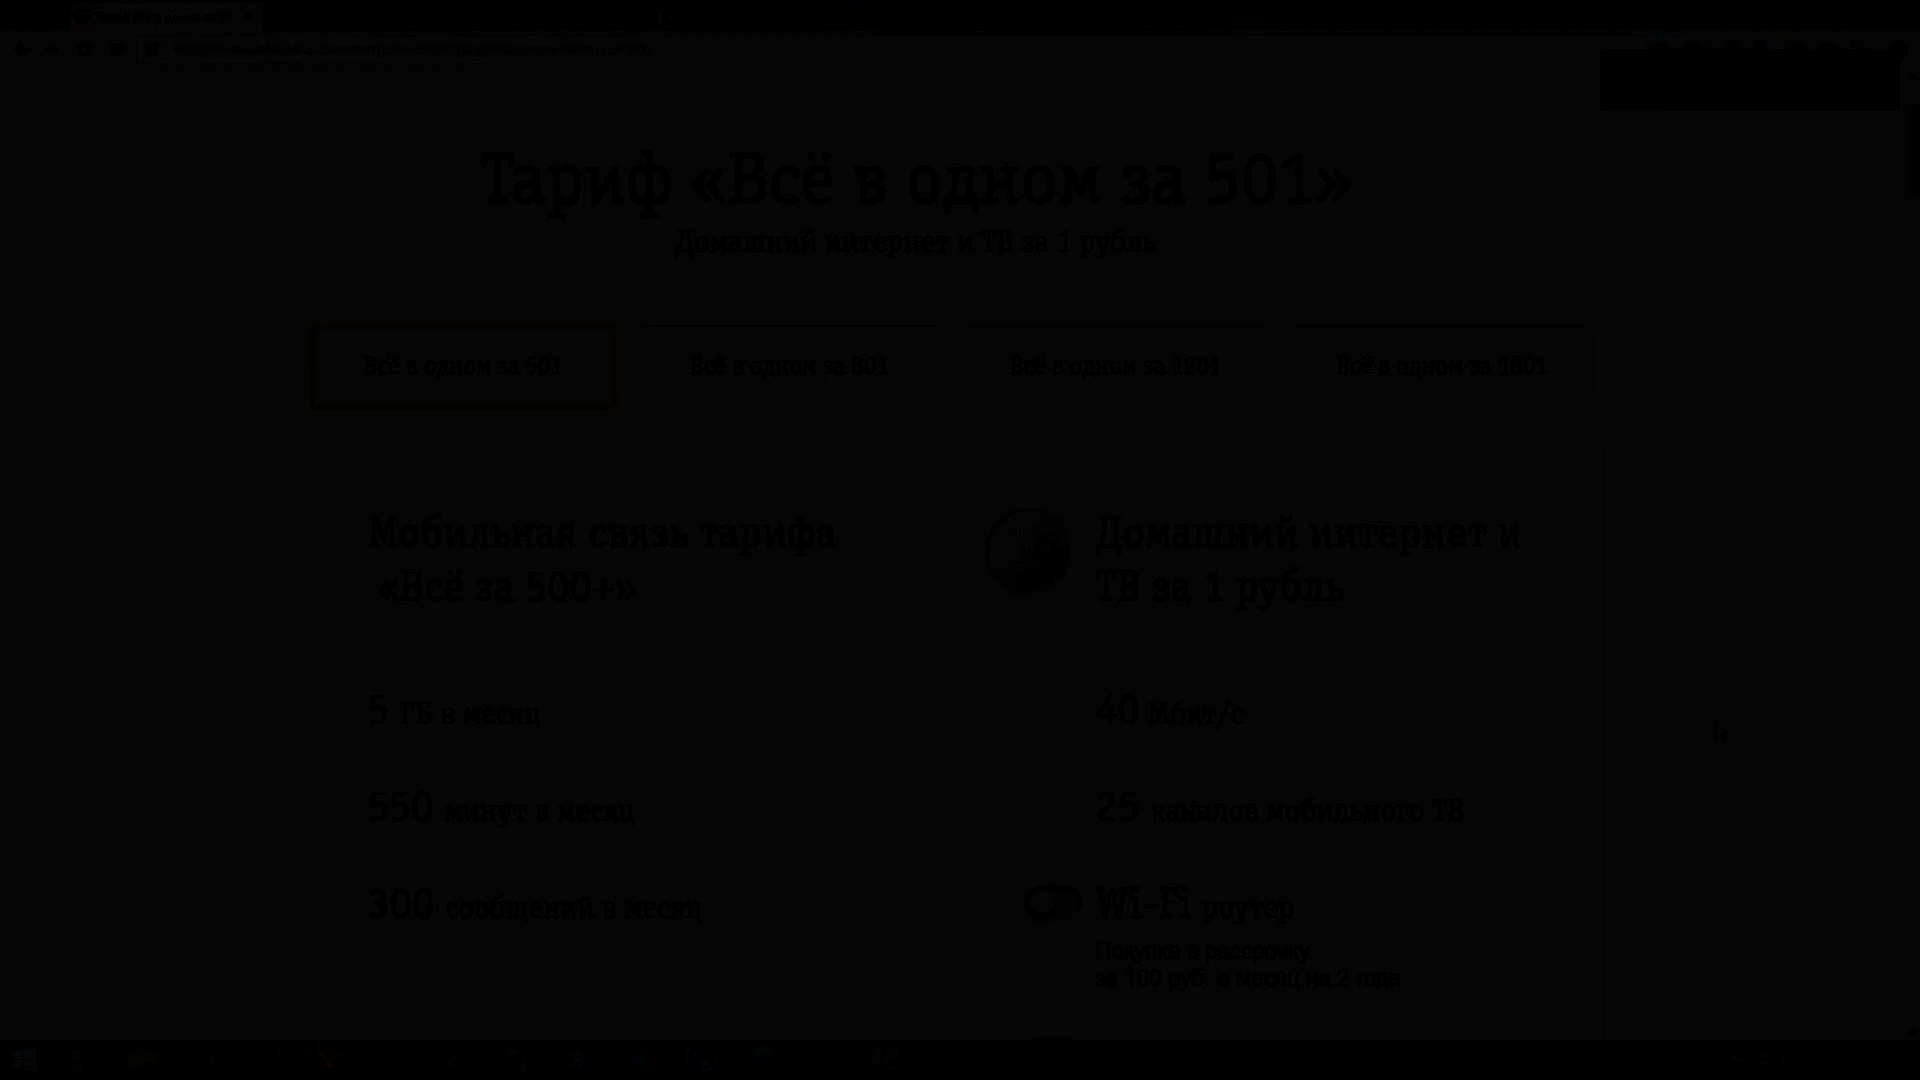 Тариф «Всё в одном за 501»
Домашний интернет и ТВ за 1 рубль
Всё в одном за 501
Всё в одном за 801
Всё в одном за 1201
Всё в одном за 1801
Мобильная связь тарифа
«Всё за 500+»
Домашний интернет и
ТВ за 1 рубль
5 ГБ в месяц
40 Мбит/с
550 минут в месяц
25 каналов мобильного ТВ
300 сообщений в месяц
Wi-Fi роутер
Покупка в рассрочку
за 100 руб. в месяц на 2 года